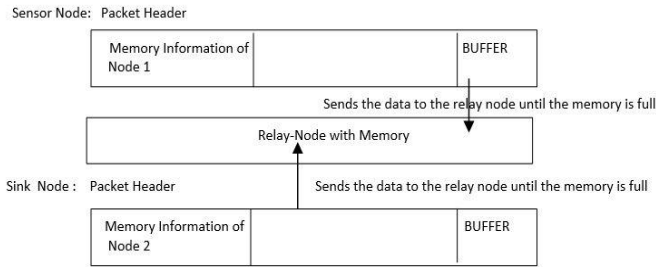 Sensor Node: Packet Header
Memory Information of
Node 1
BUFFER
Sends the data to the relay node until the memory is full
Relay-Node with Memory
Sink Node : Packet Header
Sends the data to the relay node until the memory is full
Memory Information of
Node 2
BUFFER